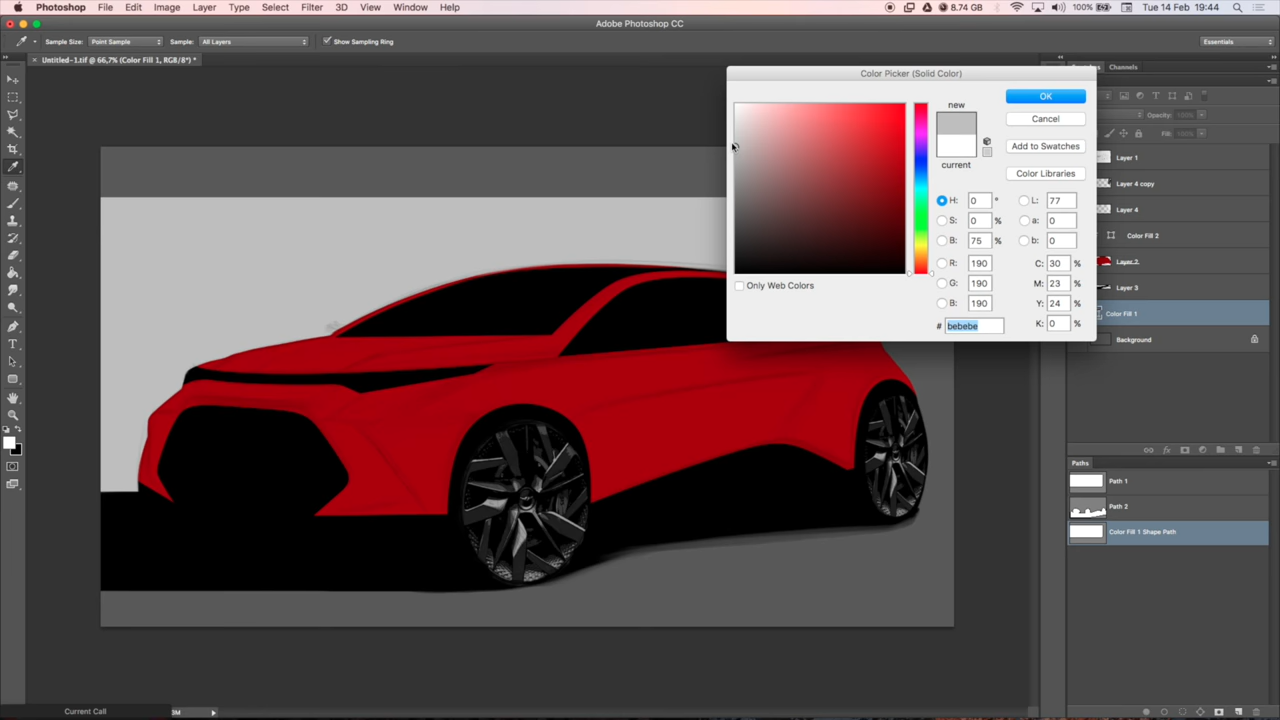 Photoshop File Edit Image Layer Type Select Filter 3D View Window Help 8.74 GB 100% Tue 14 Feb 19:44
Adobe Photoshop CC
Sample Size: Point Sample Sample: All Layers Show Sampling Ring Essentials
× Untitled-1.tif @ 66,7% (Color Fill 1, RGB/8*) *
Channels
Color Picker (Solid Color)
new
current
OK
Cancel
Add to Swatches
Color Libraries
H: 0 °
S: 0 %
B: 75 %
R: 190
G: 190
B: 190
# bebebe
L: 77
a: 0
b: 0
C: 30 %
M: 23 %
Y: 24 %
K: 0 %
Only Web Colors
Opacity: 100%
Fill: 100%
Layer 1
Layer 4 copy
Layer 4
Color Fill 2
Layer 2
Layer 3
Color Fill 1
Background
Paths
Path 1
Path 2
Color Fill 1 Shape Path
Current Call